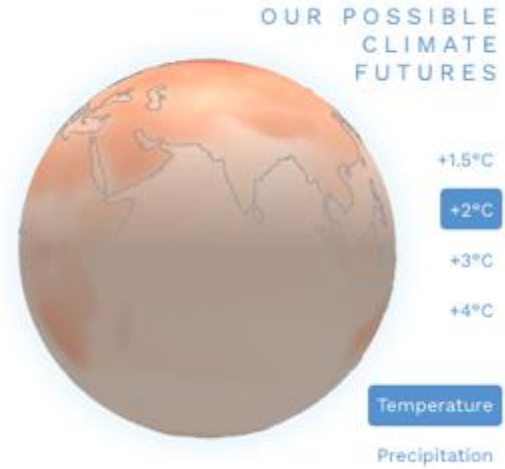 OUR POSSIBLE
CLIMATE
FUTURES
+1.5°C
+2°C
+3°C
+4°C
Temperature
Precipitation